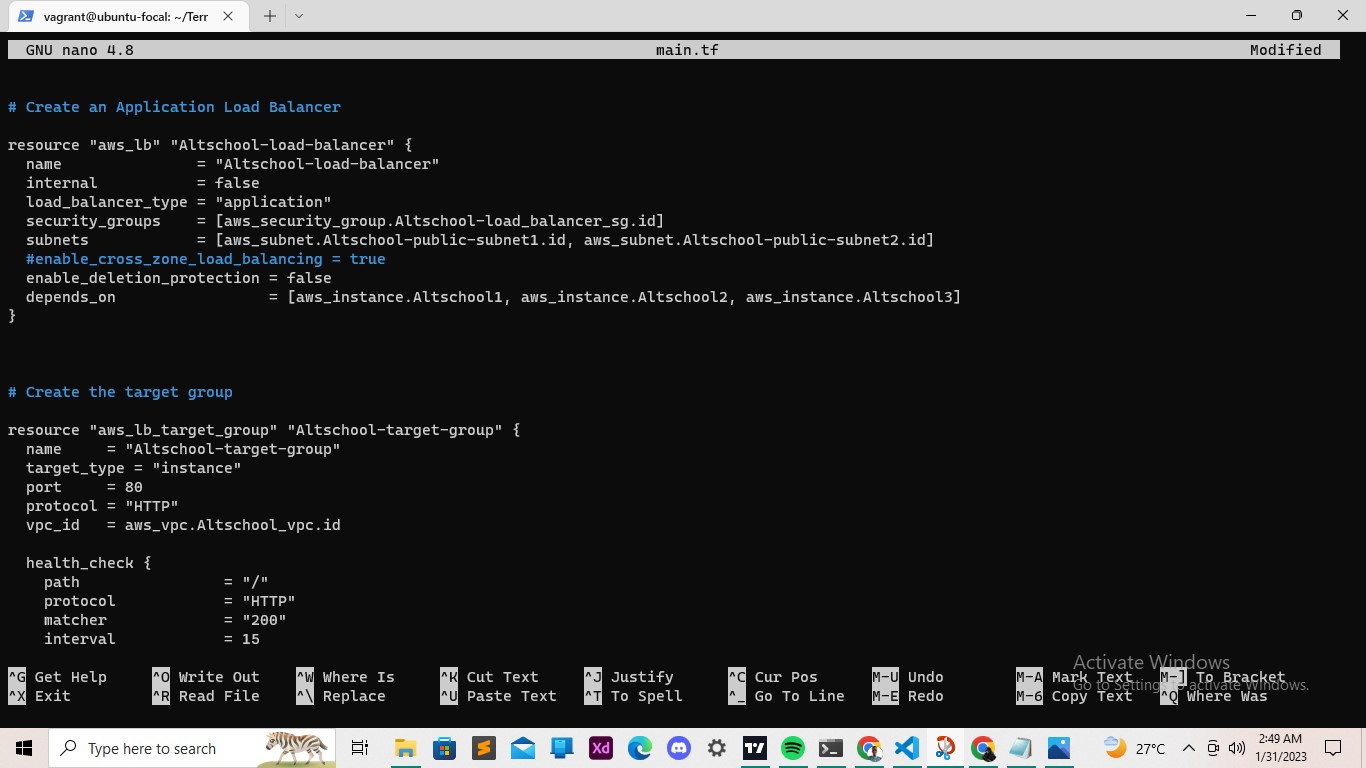 vagrant@ubuntu-focal: ~/Terr
GNU nano 4.8 main.tf Modified
# Create an Application Load Balancer
resource "aws_lb" "Altschool-load-balancer" {
  name               = "Altschool-load-balancer"
  internal           = false
  load_balancer_type = "application"
  security_groups    = [aws_security_group.Altschool-load_balancer_sg.id]
  subnets            = [aws_subnet.Altschool-public-subnet1.id, aws_subnet.Altschool-public-subnet2.id]
  #enable_cross_zone_load_balancing = true
  enable_deletion_protection = false
  depends_on                 = [aws_instance.Altschool1, aws_instance.Altschool2, aws_instance.Altschool3]
}
# Create the target group
resource "aws_lb_target_group" "Altschool-target-group" {
  name     = "Altschool-target-group"
  target_type = "instance"
  port     = 80
  protocol = "HTTP"
  vpc_id   = aws_vpc.Altschool_vpc.id
  health_check {
    path                = "/"
    protocol            = "HTTP"
    matcher             = "200"
    interval            = 15
^G Get Help ^O Write Out ^W Where Is ^K Cut Text ^J Justify ^C Cur Pos M-U Undo M-A Mark Text M-] To Bracket
^X Exit ^R Read File ^\ Replace ^U Paste Text ^T To Spell ^_ Go To Line M-E Redo M-6 Copy Text ^Q Where Was
Activate Windows
Go to Settings to activate Windows.
Type here to search
Xd
27°C
2:49 AM
1/31/2023